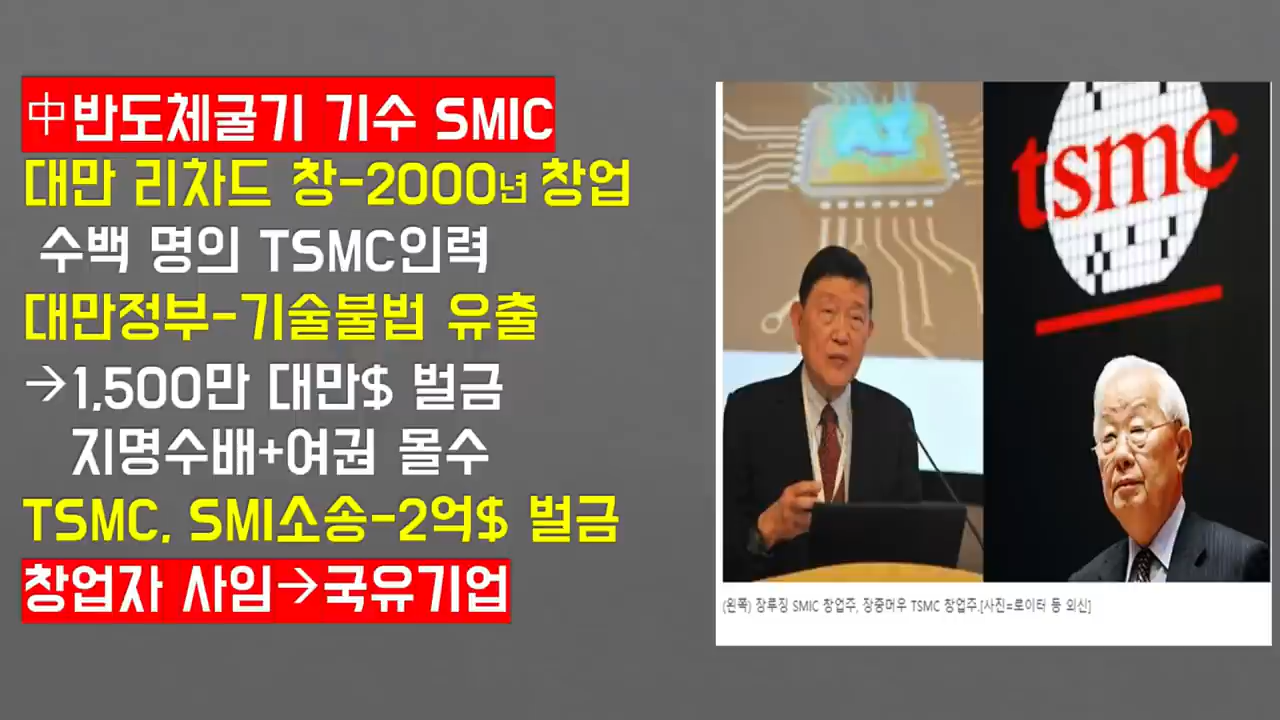 中반도체굴기 기수 SMIC
대만 리차드 창-2000년 창업
수백 명의 TSMC인력
대만정부-기술불법 유출
→1,500만 대만$ 벌금
지명수배+여권 몰수
TSMC, SMI소송-2억$ 벌금
창업자 사임→국유기업
AI
tsmc
(왼쪽) 장루징 SMIC 창업주, 장중머우 TSMC 창업주.[사진=로이터 등 외신]